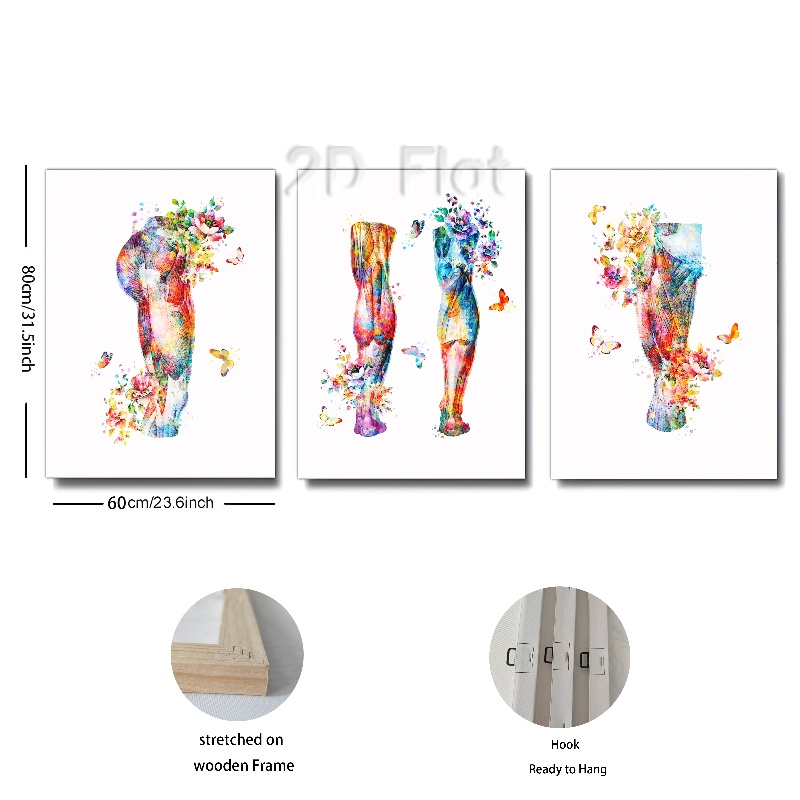 2D Flat
80cm/31.5inch
60cm/23.6inch
stretched on
wooden Frame
Hook
Ready to Hang